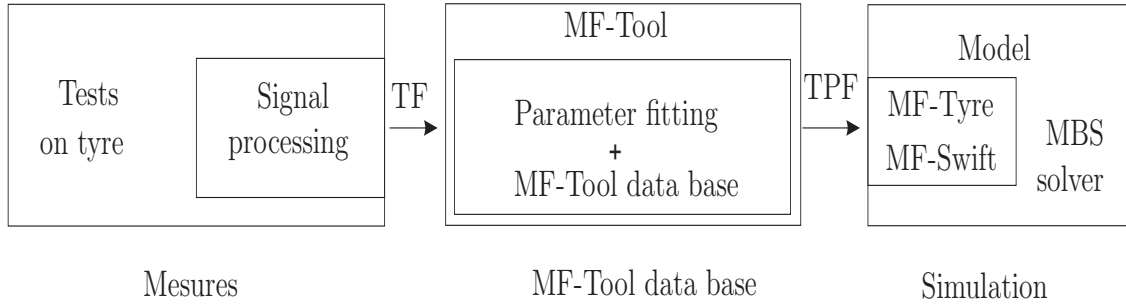 Tests
on tyre
Signal
processing
TF
MF-Tool
Parameter fitting
+
MF-Tool data base
TPF
Model
MF-Tyre
MF-Swift
MBS
solver
Mesures
MF-Tool data base
Simulation